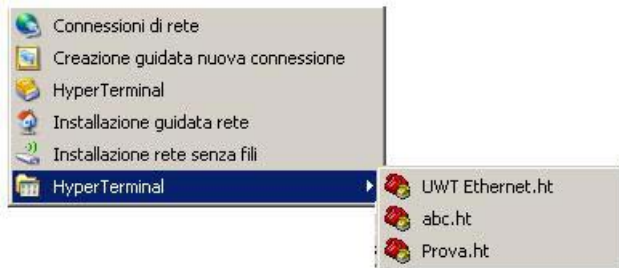 Connessioni di rete
Creazione guidata nuova connessione
HyperTerminal
Installazione guidata rete
Installazione rete senza fili
HyperTerminal
UWT Ethernet.ht
abc.ht
Prova.ht